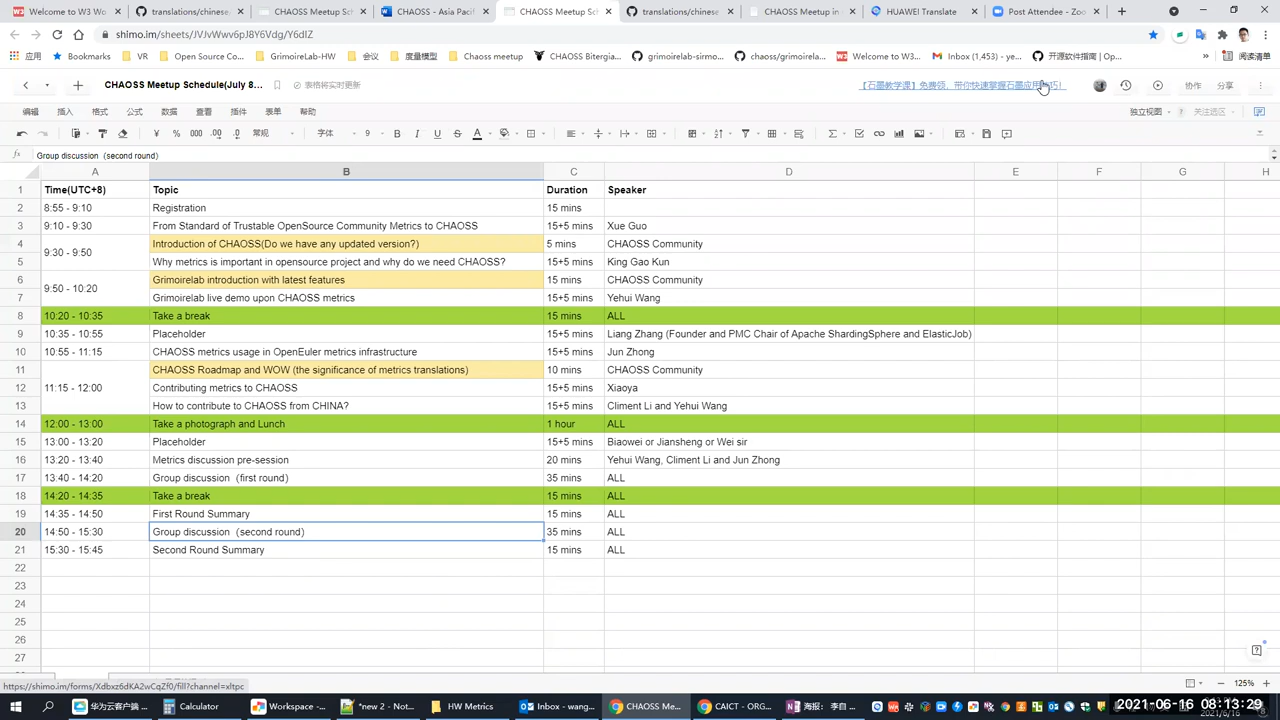 Welcome to W3 Wo
translations/chinese.
CHAOSS Meetup Sch
CHAOSS - Asia Pacif
CHAOSS Meetup Sch
translations/chinese.
CHAOSS Meetup in
HUAWEI Translate
Post Attendee - Zoo
shimo.im/sheets/JVJvWwv6pJ8Y6Vdg/Y6dIZ
应用
Bookmarks
RV
Open Source Co...
GrimoireLab-HW
会议
度量模型
Chaoss meetup
CHAOSS Bitergia...
grimoirelab-sirmo...
chaoss/grimoirela...
Welcome to W3...
Inbox (1,453) - ye...
开源软件指南 | Op...
»
阅读清单
CHAOSS Meetup Schedule(July 8...
表格将实时更新
【石墨教学课】免费领,带你快速掌握石墨应用技巧!
协作
分享
编辑 插入 格式 数据 查看 插件 表单 帮助
独立视图
关注选区
¥ % 000 常规 字体 9 B I U S A
fx Group discussion (second round)
A B C D E F G H
1 Time(UTC+8) Topic Duration Speaker
2 8:55 - 9:10 Registration 15 mins
3 9:10 - 9:30 From Standard of Trustable OpenSource Community Metrics to CHAOSS 15+5 mins Xue Guo
4 Introduction of CHAOSS(Do we have any updated version?) 5 mins CHAOSS Community
9:30 - 9:50
5 Why metrics is important in opensource project and why do we need CHAOSS? 15+5 mins King Gao Kun
6 Grimoirelab introduction with latest features 15 mins CHAOSS Community
9:50 - 10:20
7 Grimoirelab live demo upon CHAOSS metrics 15+5 mins Yehui Wang
8 10:20 - 10:35 Take a break 15 mins ALL
9 10:35 - 10:55 Placeholder 15+5 mins Liang Zhang (Founder and PMC Chair of Apache ShardingSphere and ElasticJob)
10 10:55 - 11:15 CHAOSS metrics usage in OpenEuler metrics infrastructure 15+5 mins Jun Zhong
11 CHAOSS Roadmap and WOW (the significance of metrics translations) 10 mins CHAOSS Community
12 11:15 - 12:00 Contributing metrics to CHAOSS 15+5 mins Xiaoya
13 How to contribute to CHAOSS from CHINA? 15+5 mins Climent Li and Yehui Wang
14 12:00 - 13:00 Take a photograph and Lunch 1 hour ALL
15 13:00 - 13:20 Placeholder 15+5 mins Biaowei or Jiansheng or Wei sir
16 13:20 - 13:40 Metrics discussion pre-session 20 mins Yehui Wang, Climent Li and Jun Zhong
17 13:40 - 14:20 Group discussion (first round) 35 mins ALL
18 14:20 - 14:35 Take a break 15 mins ALL
19 14:35 - 14:50 First Round Summary 15 mins ALL
20 14:50 - 15:30 Group discussion (second round) 35 mins ALL
21 15:30 - 15:45 Second Round Summary 15 mins ALL
22
23
24
25
26
27
https://shimo.im/forms/Xdbxz6dKA2wCqZf0/fill?channel=xltpc
125%
华为云客户端...
Calculator
Workspace -...
*new 2 - Not...
HW Metrics
Inbox - wang...
CHAOSS Me...
CAICT - ORG...
2021-06-16 08:13:29
2021/6/16